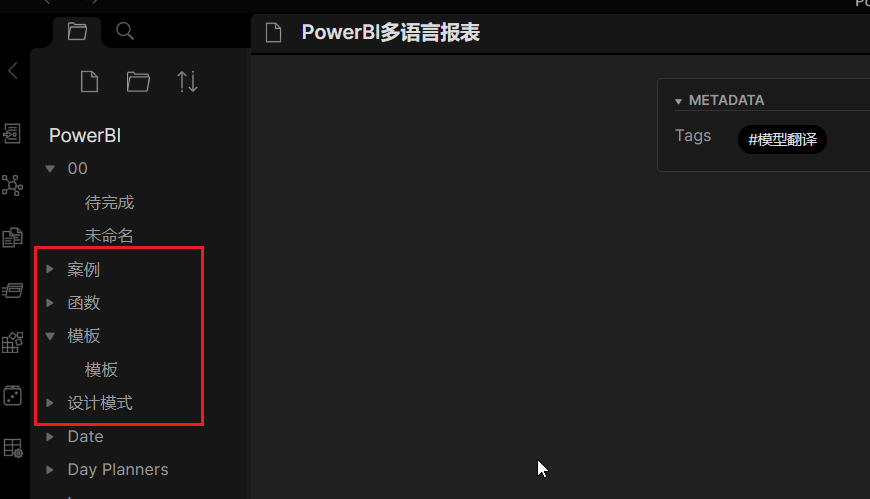 PowerBI多语言报表
METADATA
Tags
#模型翻译
PowerBI
00
待完成
未命名
案例
函数
模板
模板
设计模式
Date
Day Planners